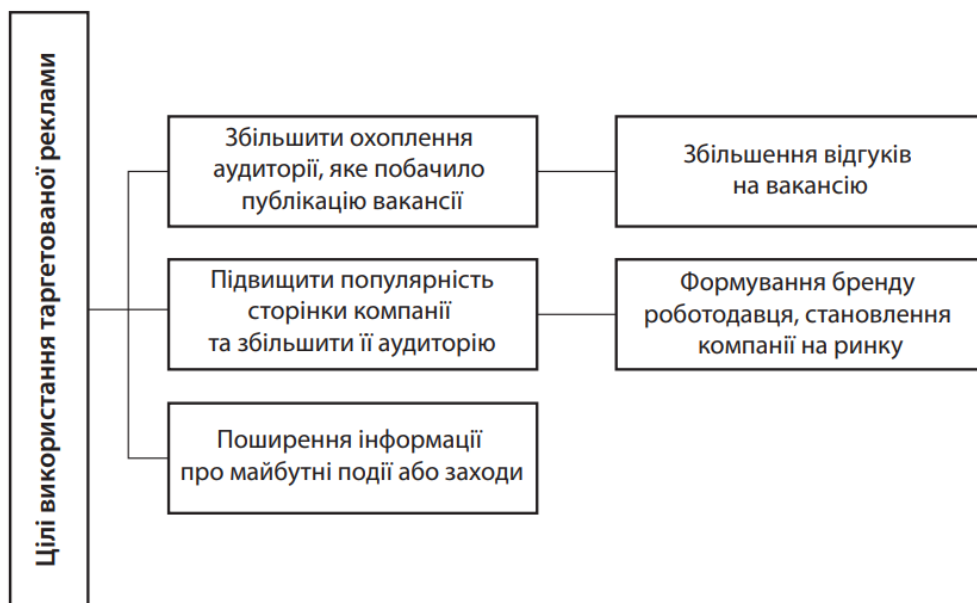 Цілі використання таргетованої реклами
Збільшити охоплення
аудиторії, яке побачило
публікацію вакансії
Збільшення відгуків
на вакансію
Підвищити популярність
сторінки компанії
та збільшити її аудиторію
Формування бренду
роботодавця, становлення
компанії на ринку
Поширення інформації
про майбутні події або заходи